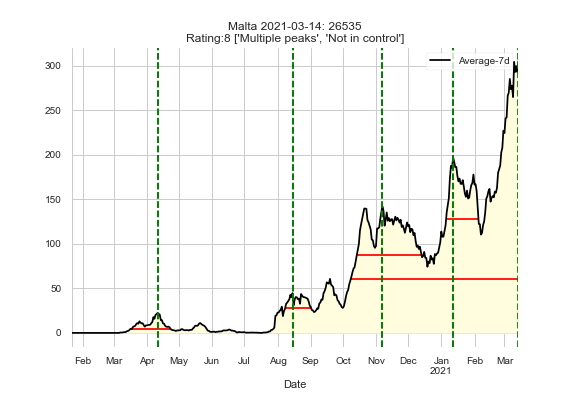 Malta 2021-03-14: 26535
Rating:8 ['Multiple peaks', 'Not in control']
Average-7d
300
250
200
150
100
50
0
Feb Mar Apr May Jun Jul Aug Sep Oct Nov Dec Jan Feb Mar
2021
Date